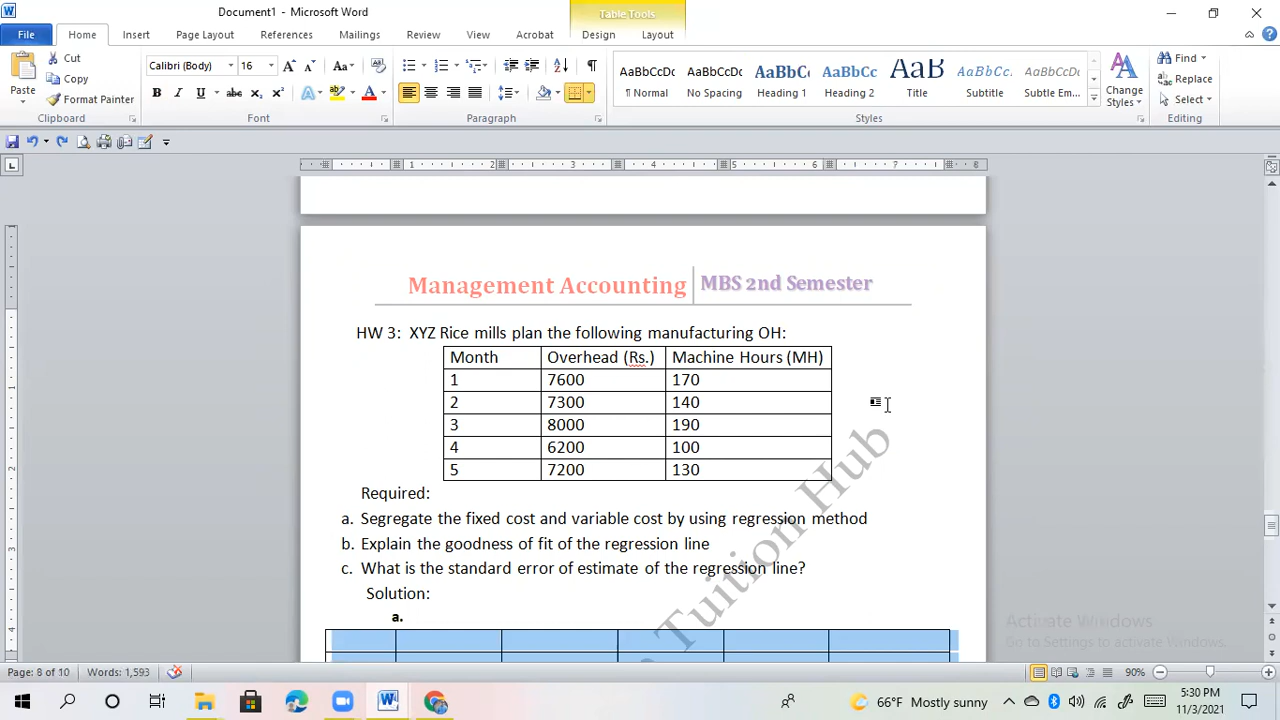 Document1 - Microsoft Word
Table Tools
File Home Insert Page Layout References Mailings Review View Acrobat Design Layout
Cut
Copy
Format Painter
Paste
Clipboard
Calibri (Body) 16
Font
Paragraph
AaBbCcDc AaBbCcDc AaBbCc AaBbCc AaB AaBbCc. AaBbCcDc
¶ Normal No Spacing Heading 1 Heading 2 Title Subtitle Subtle Em...
Styles
Change Styles
Find
Replace
Select
Editing
Management Accounting MBS 2nd Semester
HW 3: XYZ Rice mills plan the following manufacturing OH:
Month Overhead (Rs.) Machine Hours (MH)
1 7600 170
2 7300 140
3 8000 190
4 6200 100
5 7200 130
Required:
a. Segregate the fixed cost and variable cost by using regression method
b. Explain the goodness of fit of the regression line
c. What is the standard error of estimate of the regression line?
Solution:
a.
Tuition Hub
Activate Windows
Go to Settings to activate Windows.
Page: 8 of 10 Words: 1,593 90%
66°F Mostly sunny
5:30 PM
11/3/2021